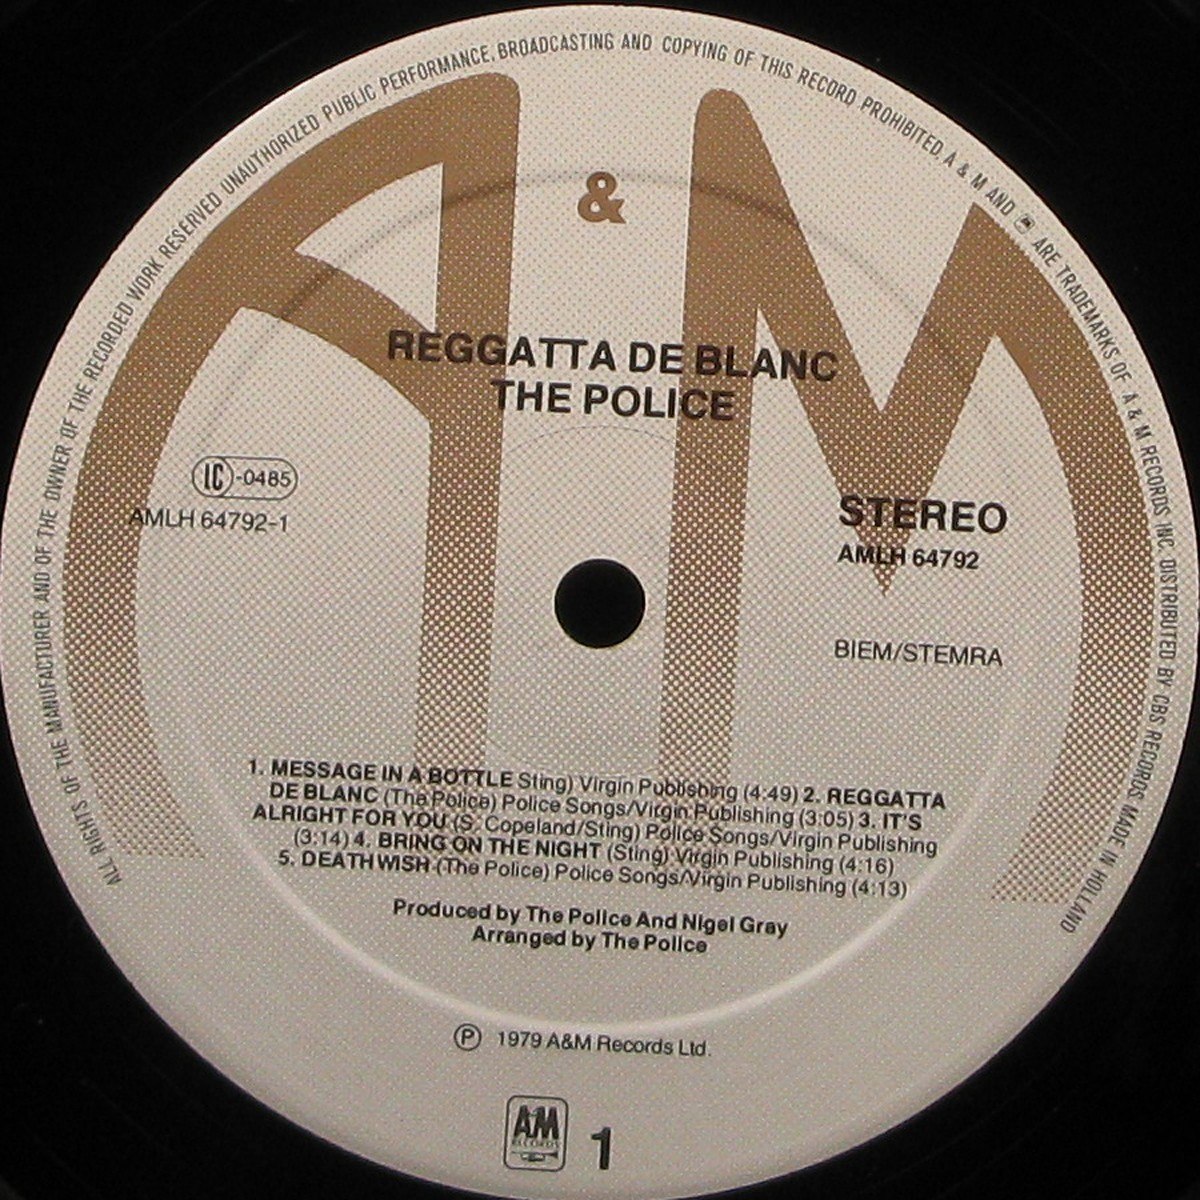 ALL RIGHTS OF THE MANUFACTURER AND OF THE OWNER OF THE RECORDED WORK RESERVED UNAUTHORIZED PUBLIC PERFORMANCE, BROADCASTING AND COPYING OF THIS RECORD PROHIBITED. A & M AND ARE TRADEMARKS OF A & M RECORDS INC. DISTRIBUTED BY CBS RECORDS MADE IN HOLLAND
A & M
REGGATTA DE BLANC
THE POLICE
LC-0485
AMLH 64792-1
STEREO
AMLH 64792
BIEM/STEMRA
1. MESSAGE IN A BOTTLE Sting) Virgin Publishing (4:49) 2. REGGATTA
DE BLANC (The Police) Police Songs/Virgin Publishing (3:05) 3. IT'S
ALRIGHT FOR YOU (S. Copeland/Sting) Police Songs/Virgin Publishing
(3:14) 4. BRING ON THE NIGHT (Sting) Virgin Publishing (4:16)
5. DEATH WISH (The Police) Police Songs/Virgin Publishing (4:13)
Produced by The Police And Nigel Gray
Arranged by The Police
Ⓟ 1979 A&M Records Ltd.
A&M
RECORDS
1